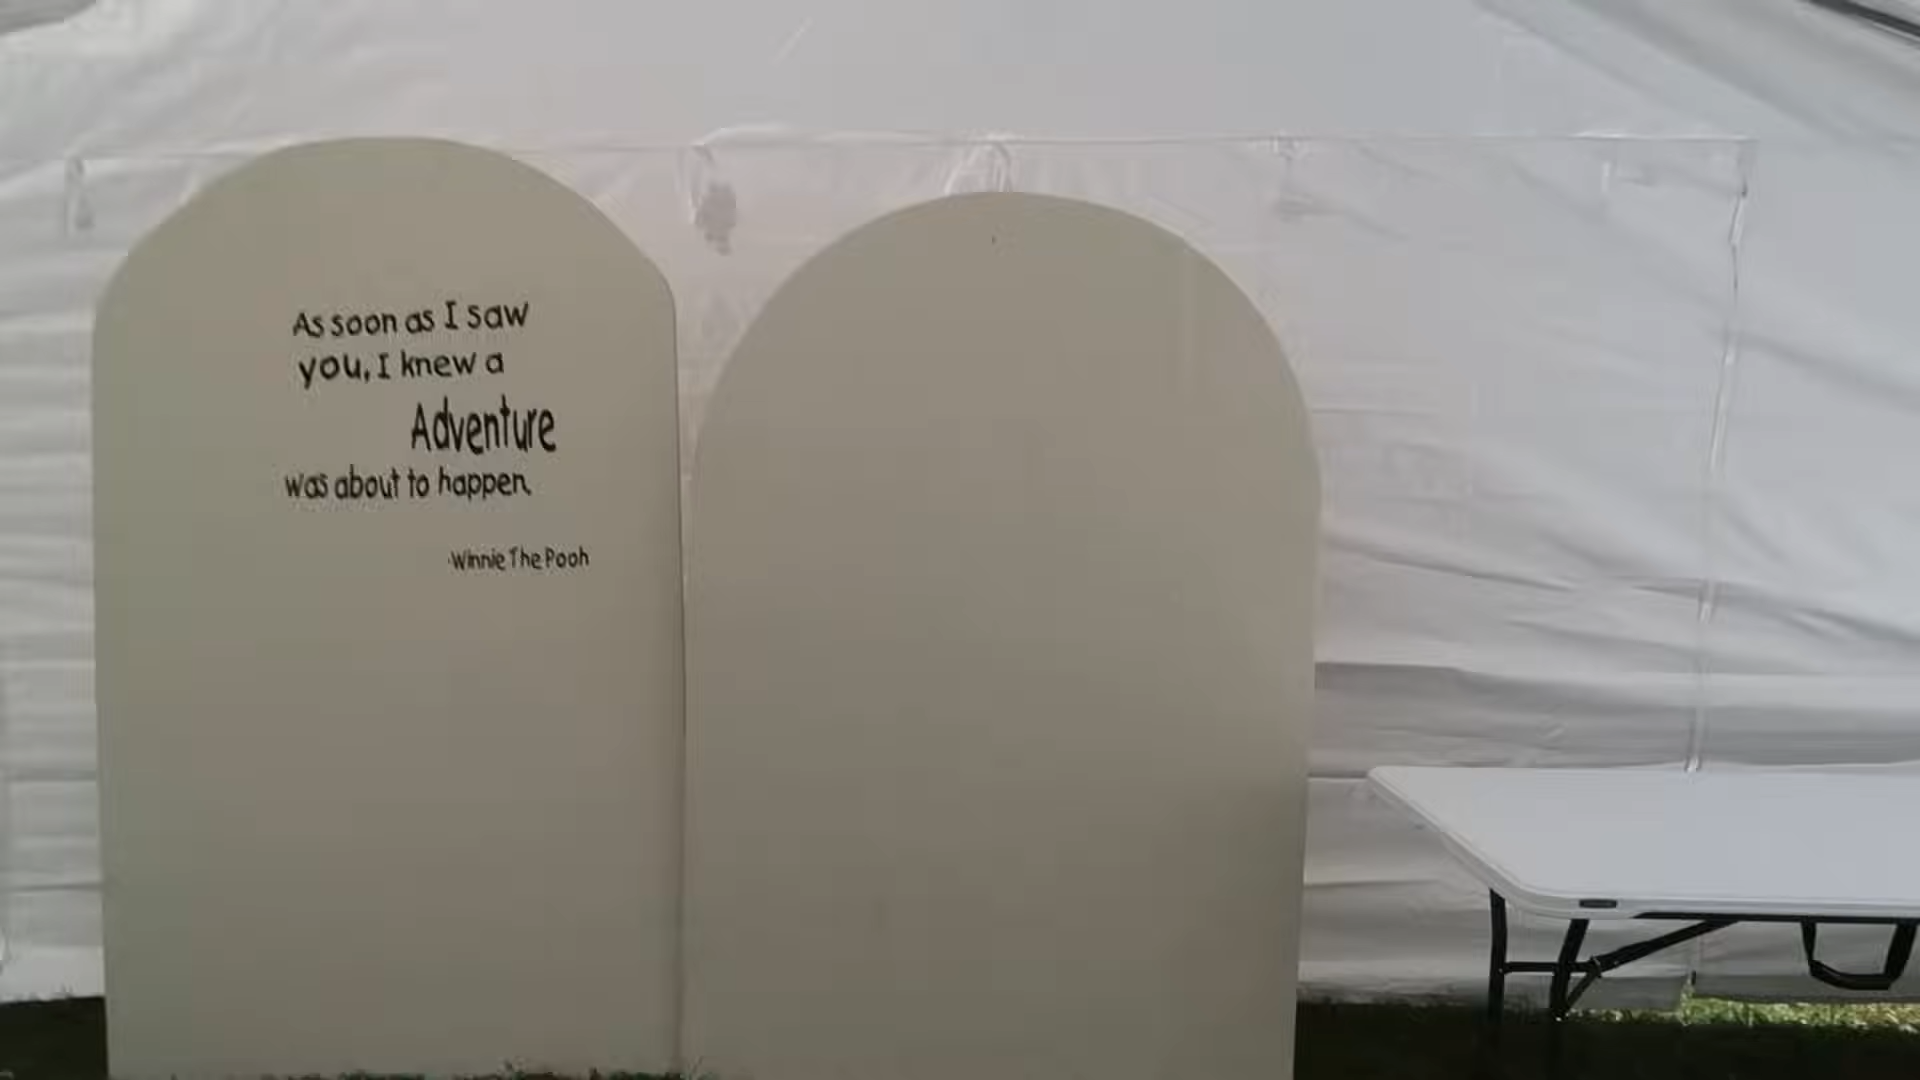 As soon as I saw
you, I knew a
Adventure
was about to happen.
-Winnie The Pooh